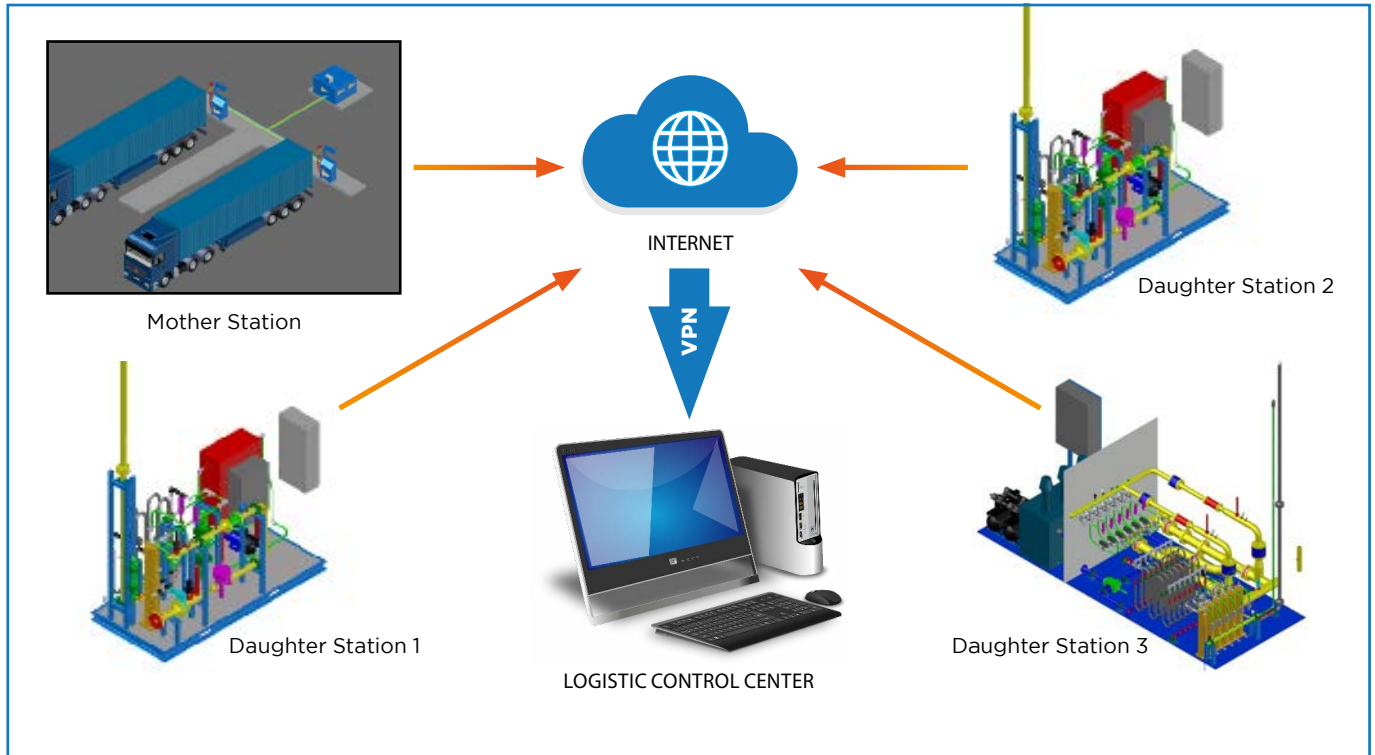 INTERNET
Daughter Station 2
Mother Station
VPN
Daughter Station 1
Daughter Station 3
LOGISTIC CONTROL CENTER